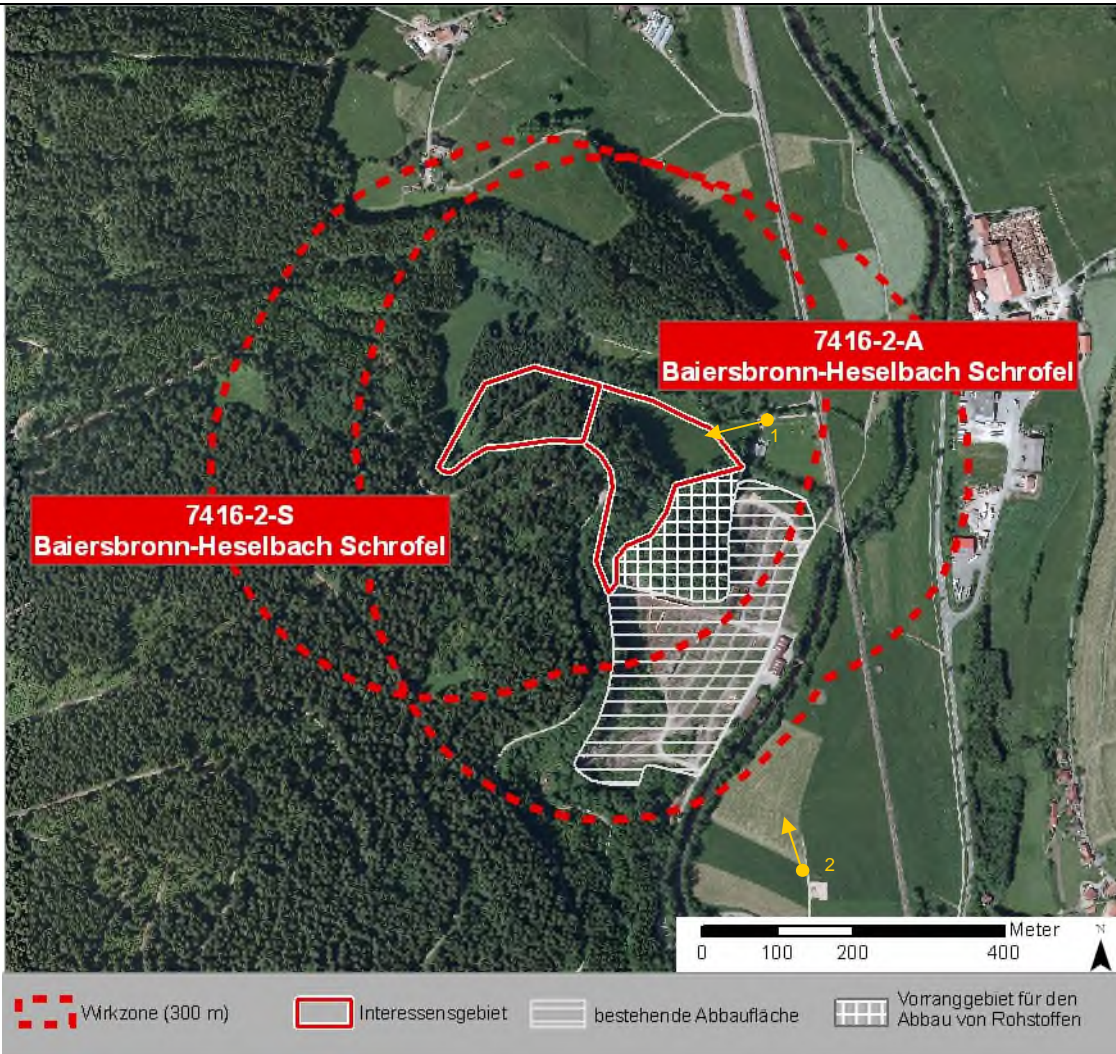 7416-2-A
Baiersbronn-Heselbach Schrofel
1
7416-2-S
Baiersbronn-Heselbach Schrofel
2
Meter
N
0 100 200 400
Wirkzone (300 m)
Interessensgebiet
bestehende Abbaufläche
Vorranggebiet für den
Abbau von Rohstoffen